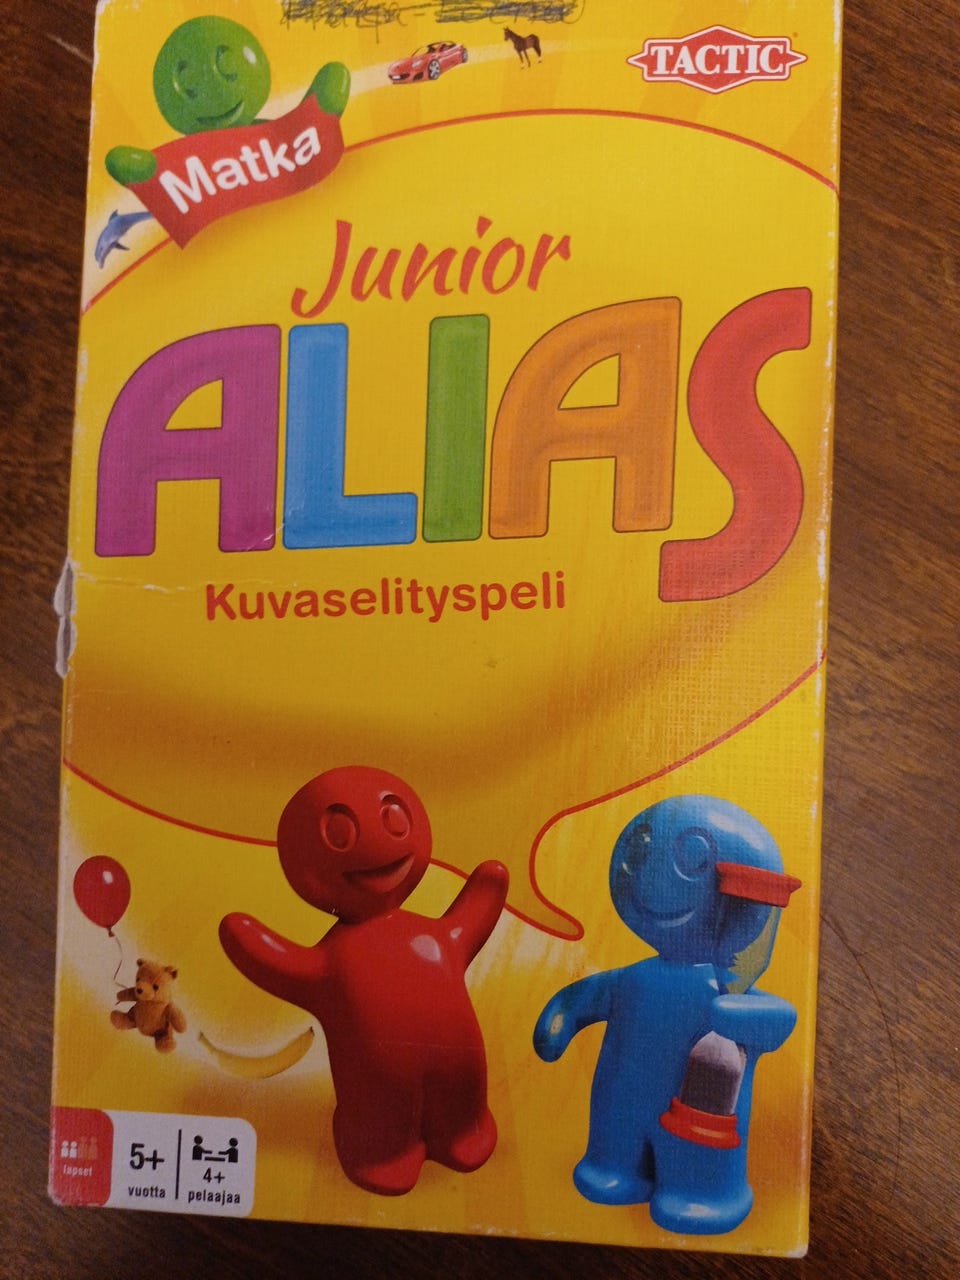 TACTIC
Matka
Junior
ALIAS
Kuvaselityspeli
lapset
5+
vuotta
4+
pelaajaa